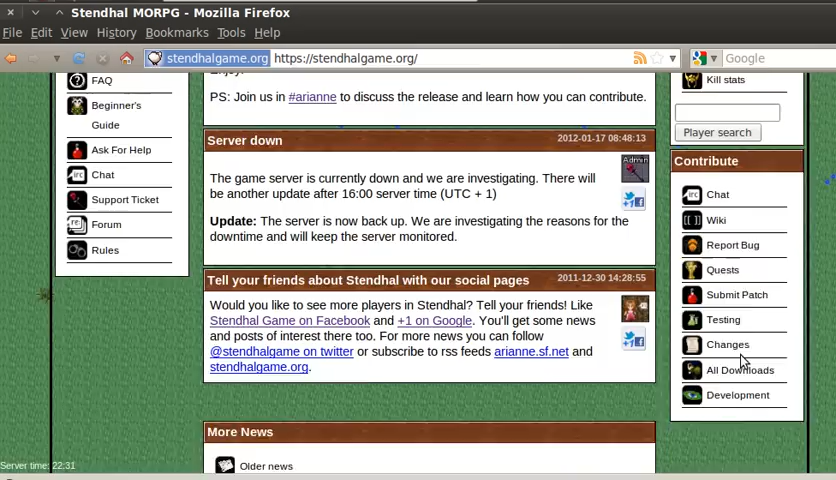 Stendhal MORPG - Mozilla Firefox
File Edit View History Bookmarks Tools Help
stendhalgame.org https://stendhalgame.org/
Google
FAQ
Beginner's
Guide
Ask For Help
Chat
Support Ticket
Forum
Rules
Server time: 22:31
Enjoy!
PS: Join us in #arianne to discuss the release and learn how you can contribute.
Server down 2012-01-17 08:48:13
Admin
The game server is currently down and we are investigating. There will
be another update after 16:00 server time (UTC + 1)
Update: The server is now back up. We are investigating the reasons for the
downtime and will keep the server monitored.
Tell your friends about Stendhal with our social pages 2011-12-30 14:28:55
Would you like to see more players in Stendhal? Tell your friends! Like
Stendhal Game on Facebook and +1 on Google. You'll get some news
and posts of interest there too. For more news you can follow
@stendhalgame on twitter or subscribe to rss feeds arianne.sf.net and
stendhalgame.org.
More News
Older news
Kill stats
Player search
Contribute
irc Chat
[[ ]] Wiki
Report Bug
Quests
Submit Patch
Testing
Changes
All Downloads
Development